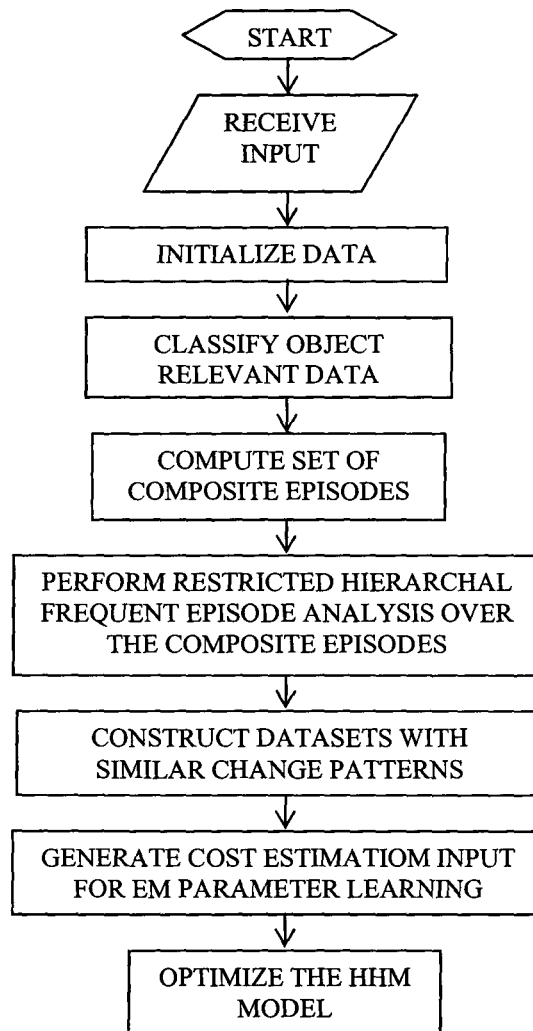 START
RECEIVE
INPUT
INITIALIZE DATA
CLASSIFY OBJECT
RELEVANT DATA
COMPUTE SET OF
COMPOSITE EPISODES
PERFORM RESTRICTED HIERARCHAL
FREQUENT EPISODE ANALYSIS OVER
THE COMPOSITE EPISODES
CONSTRUCT DATASETS WITH
SIMILAR CHANGE PATTERNS
GENERATE COST ESTIMATIOM INPUT
FOR EM PARAMETER LEARNING
OPTIMIZE THE HHM
MODEL